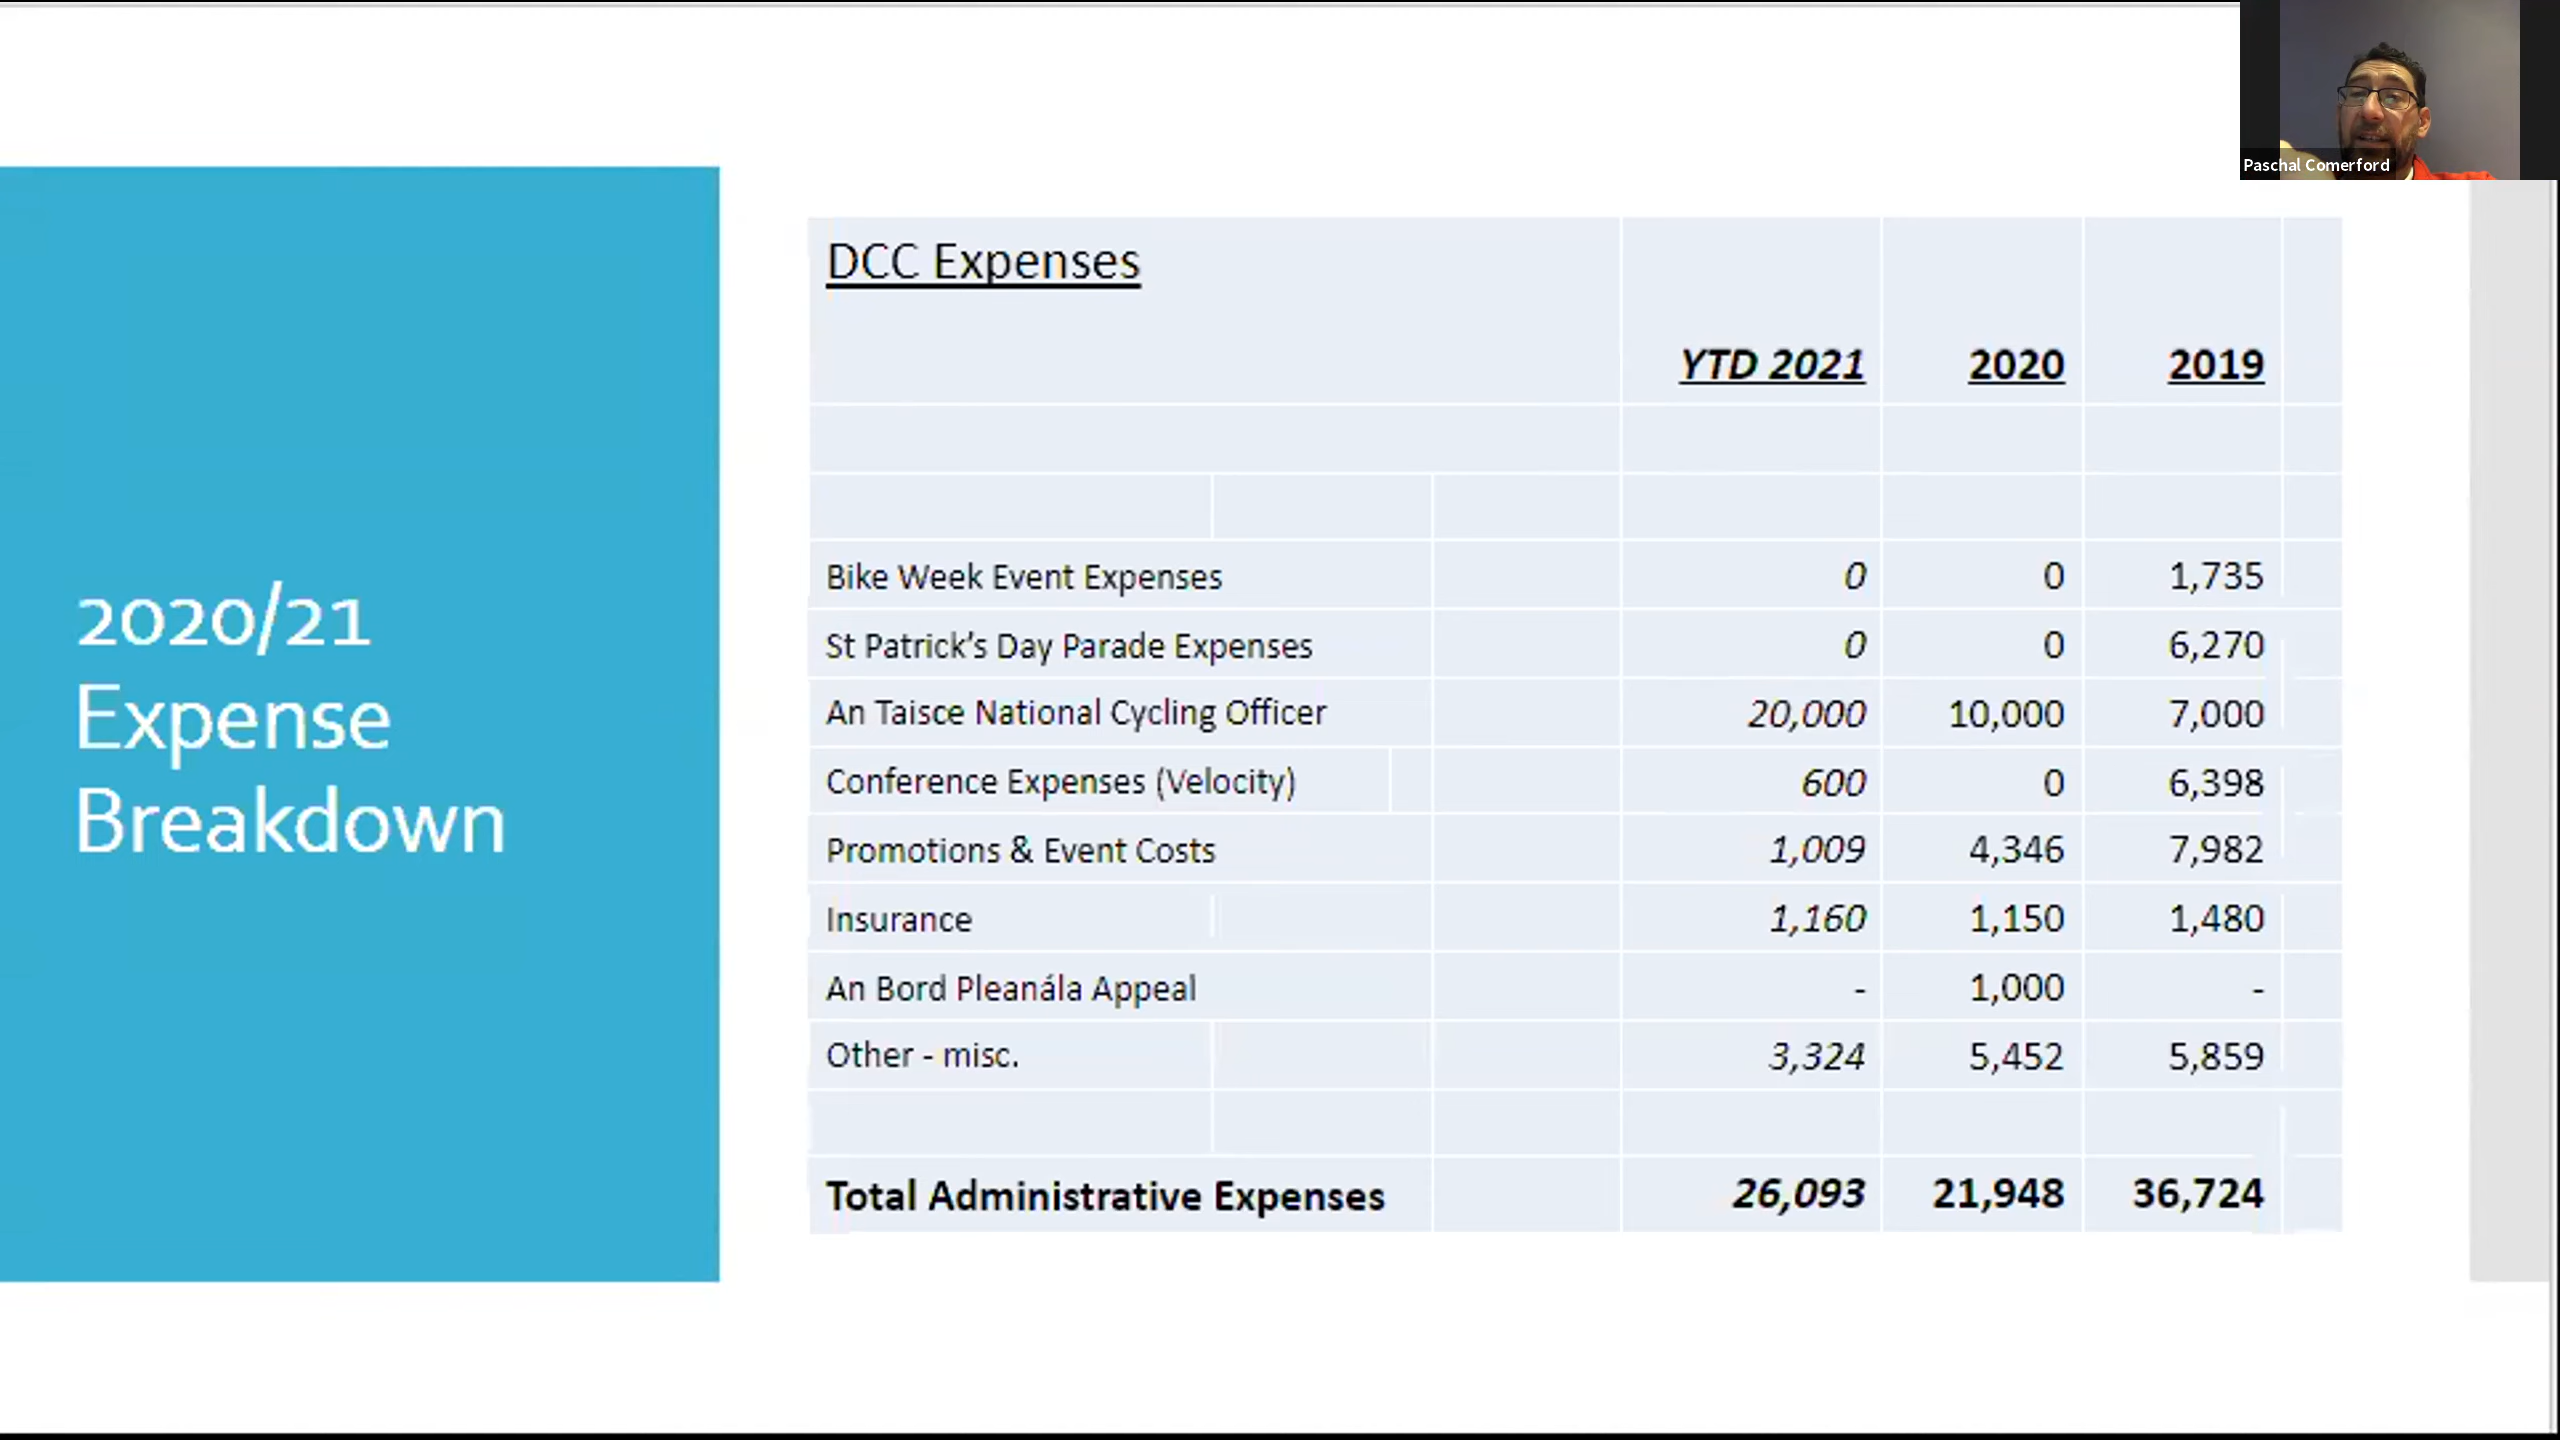 Paschal Comerford
2020/21
Expense
Breakdown
DCC Expenses
YTD 2021 2020 2019
Bike Week Event Expenses 0 0 1,735
St Patrick’s Day Parade Expenses 0 0 6,270
An Taisce National Cycling Officer 20,000 10,000 7,000
Conference Expenses (Velocity) 600 0 6,398
Promotions & Event Costs 1,009 4,346 7,982
Insurance 1,160 1,150 1,480
An Bord Pleanála Appeal - 1,000 -
Other - misc. 3,324 5,452 5,859
Total Administrative Expenses 26,093 21,948 36,724